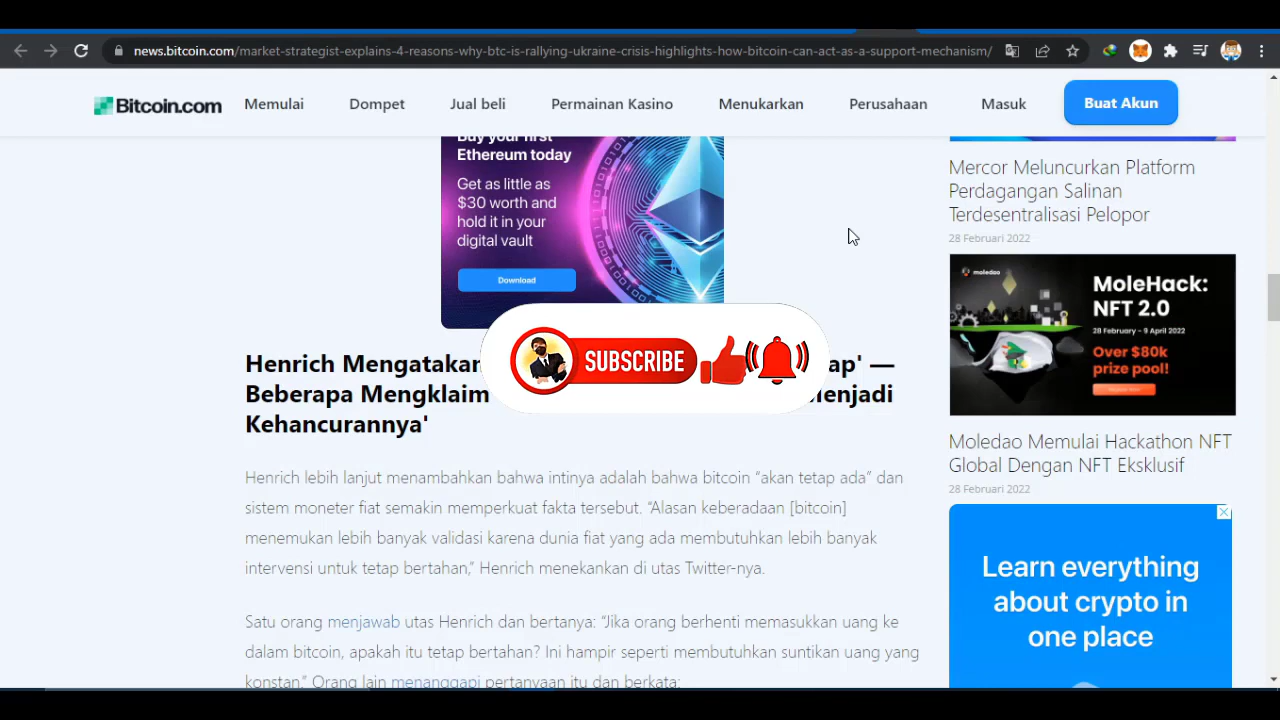 news.bitcoin.com/market-strategist-explains-4-reasons-why-btc-is-rallying-ukraine-crisis-highlights-how-bitcoin-can-act-as-a-support-mechanism/
Bitcoin.com
Memulai
Dompet
Jual beli
Permainan Kasino
Menukarkan
Perusahaan
Masuk
Buat Akun
Buy your first
Ethereum today
Get as little as
$30 worth and
hold it in your
digital vault
Download
SUBSCRIBE
Henrich Mengatakan ap' —
Beberapa Mengklaim Menjadi
Kehancurannya'
Henrich lebih lanjut menambahkan bahwa intinya adalah bahwa bitcoin “akan tetap ada” dan
sistem moneter fiat semakin memperkuat fakta tersebut. “Alasan keberadaan [bitcoin]
menemukan lebih banyak validasi karena dunia fiat yang ada membutuhkan lebih banyak
intervensi untuk tetap bertahan,” Henrich menekankan di utas Twitter-nya.
Satu orang menjawab utas Henrich dan bertanya: “Jika orang berhenti memasukkan uang ke
dalam bitcoin, apakah itu tetap bertahan? Ini hampir seperti membutuhkan suntikan uang yang
konstan.” Orang lain menanggapi pertanyaan itu dan berkata:
Mercor Meluncurkan Platform
Perdagangan Salinan
Terdesentralisasi Pelopor
28 Februari 2022
moledao
MoleHack:
NFT 2.0
28 February - 9 April 2022
Over $80k
prize pool!
Moledao Memulai Hackathon NFT
Global Dengan NFT Eksklusif
28 Februari 2022
Learn everything
about crypto in
one place